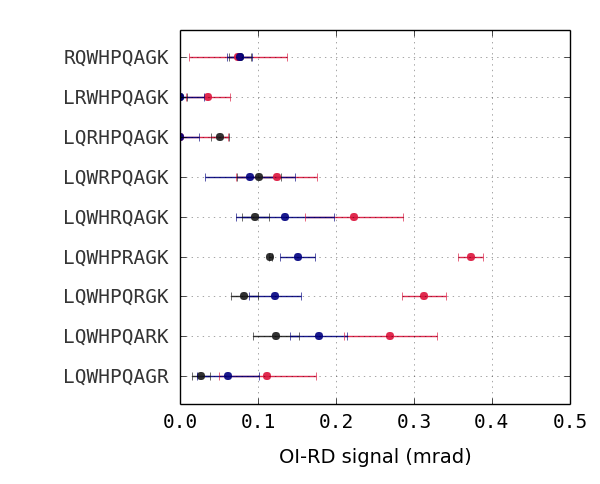 RQWHPQAGK
LRWHPQAGK
LQRHPQAGK
LQWRPQAGK
LQWHRQAGK
LQWHPRAGK
LQWHPQRGK
LQWHPQARK
LQWHPQAGR
0.0 0.1 0.2 0.3 0.4 0.5
OI-RD signal (mrad)